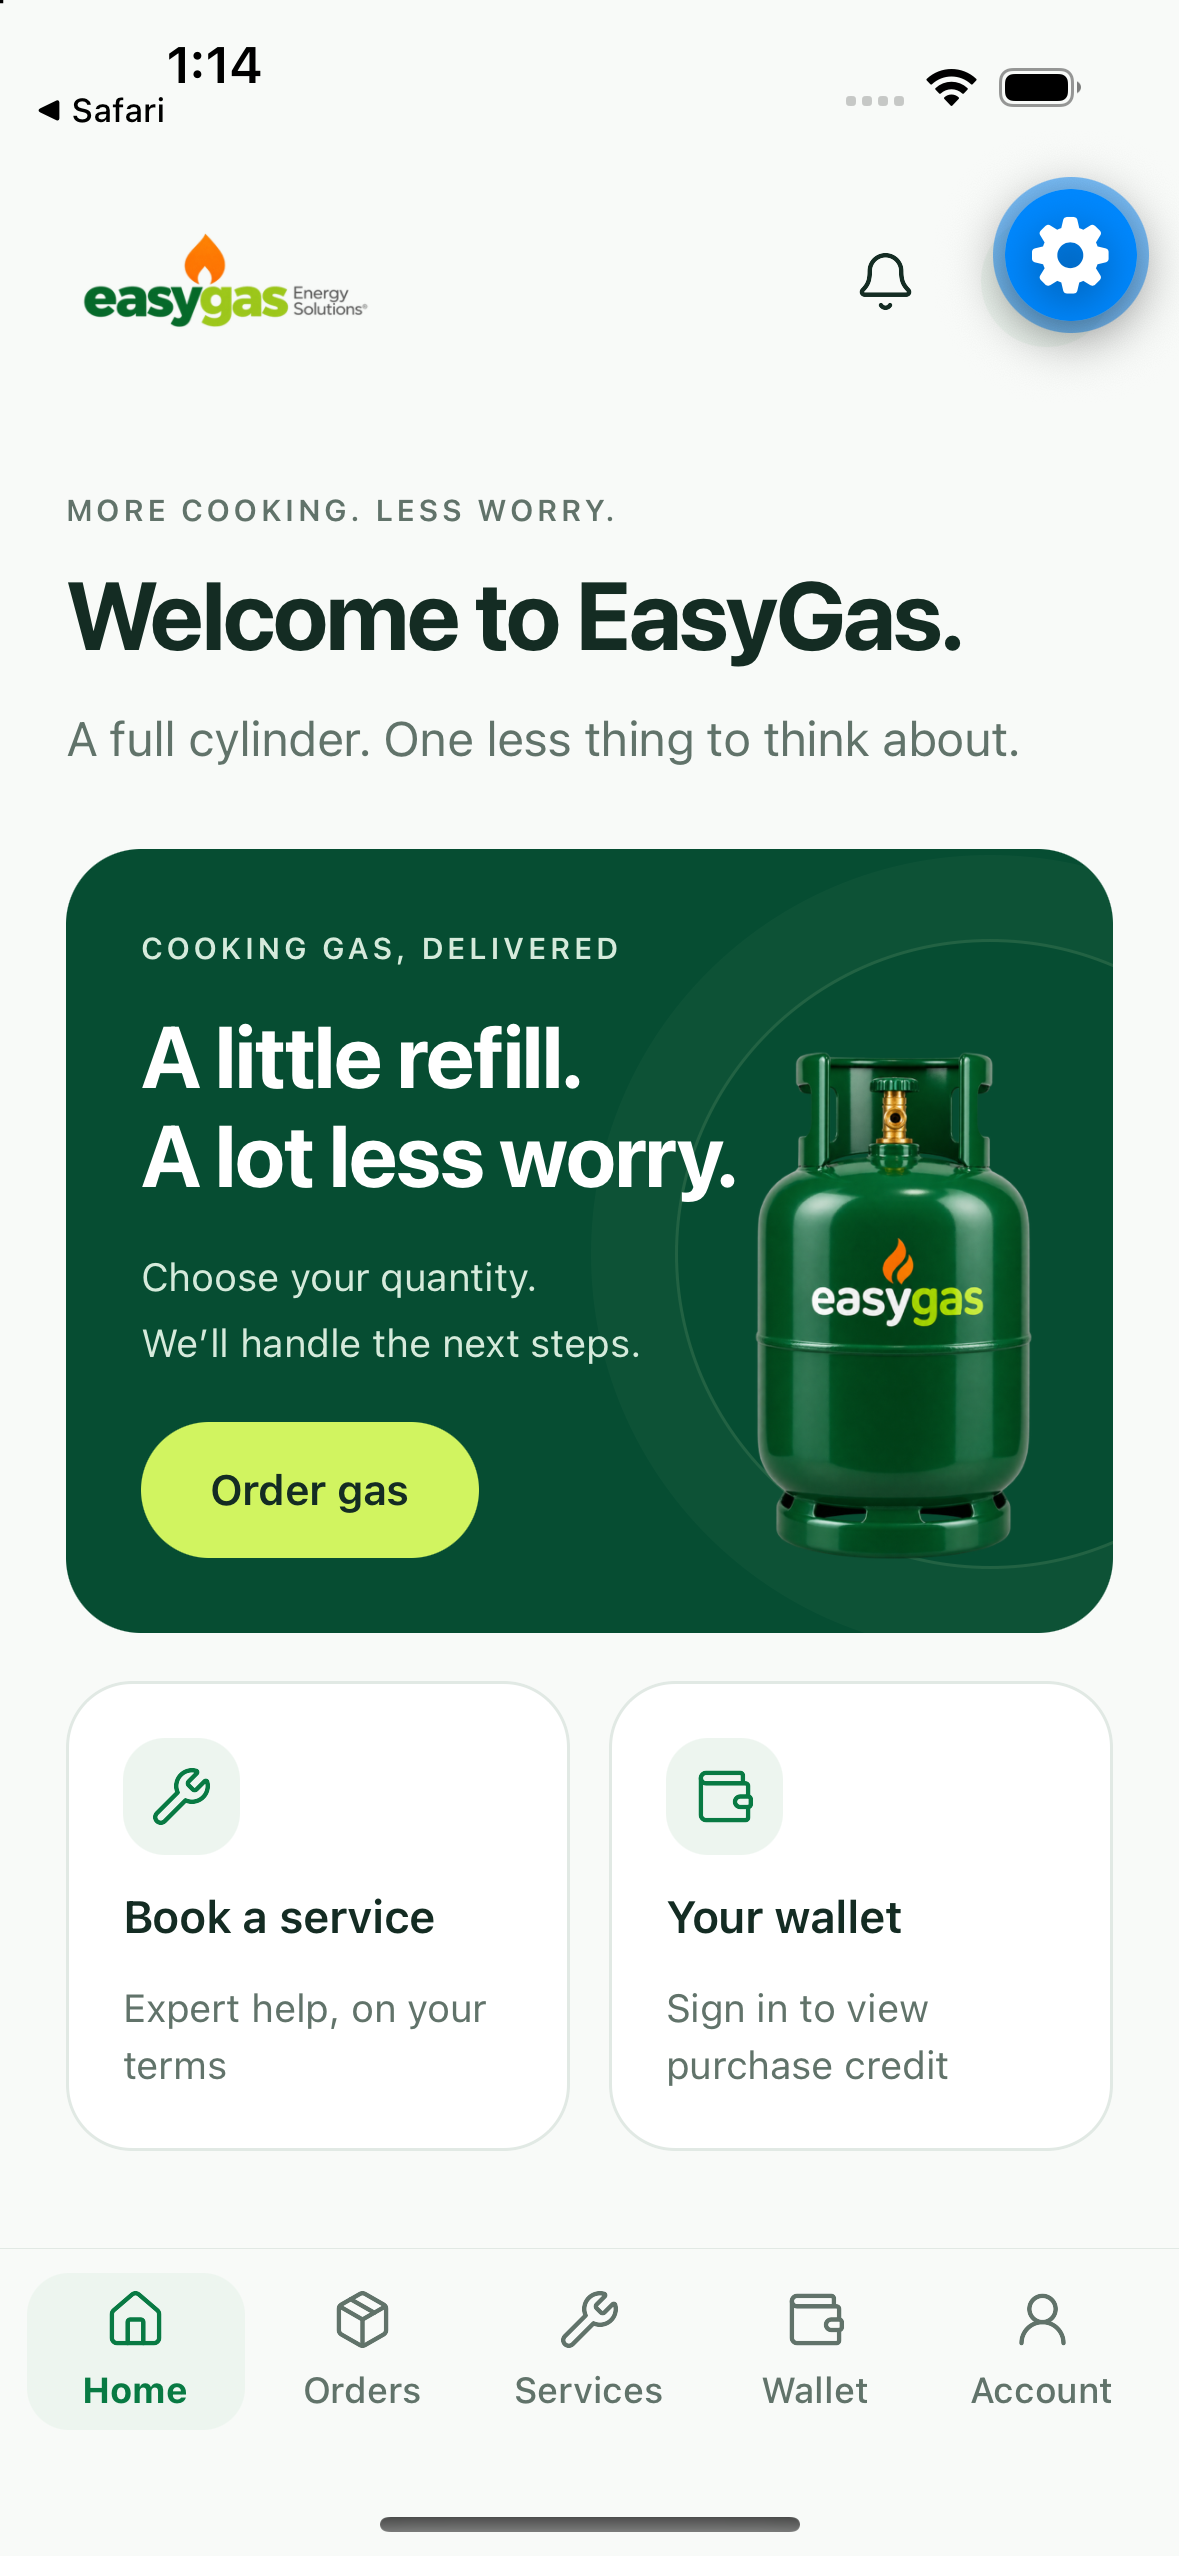 1:14
Safari
easygas Energy
Solutions®
MORE COOKING. LESS WORRY.
Welcome to EasyGas.
A full cylinder. One less thing to think about.
COOKING GAS, DELIVERED
A little refill.
A lot less worry.
Choose your quantity.
We’ll handle the next steps.
easygas
Order gas
Book a service
Expert help, on your
terms
Your wallet
Sign in to view
purchase credit
Home
Orders
Services
Wallet
Account